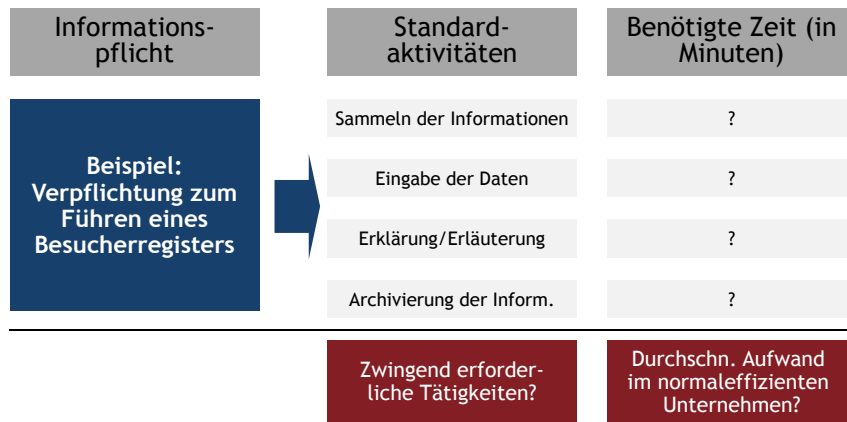 Informations-
pflicht
Standard-
aktivitäten
Benötigte Zeit (in
Minuten)
Beispiel:
Verpflichtung zum
Führen eines
Besucherregisters
Sammeln der Informationen
?
Eingabe der Daten
?
Erklärung/Erläuterung
?
Archivierung der Inform.
?
Zwingend erforder-
liche Tätigkeiten?
Durchschn. Aufwand
im normaleffizienten
Unternehmen?